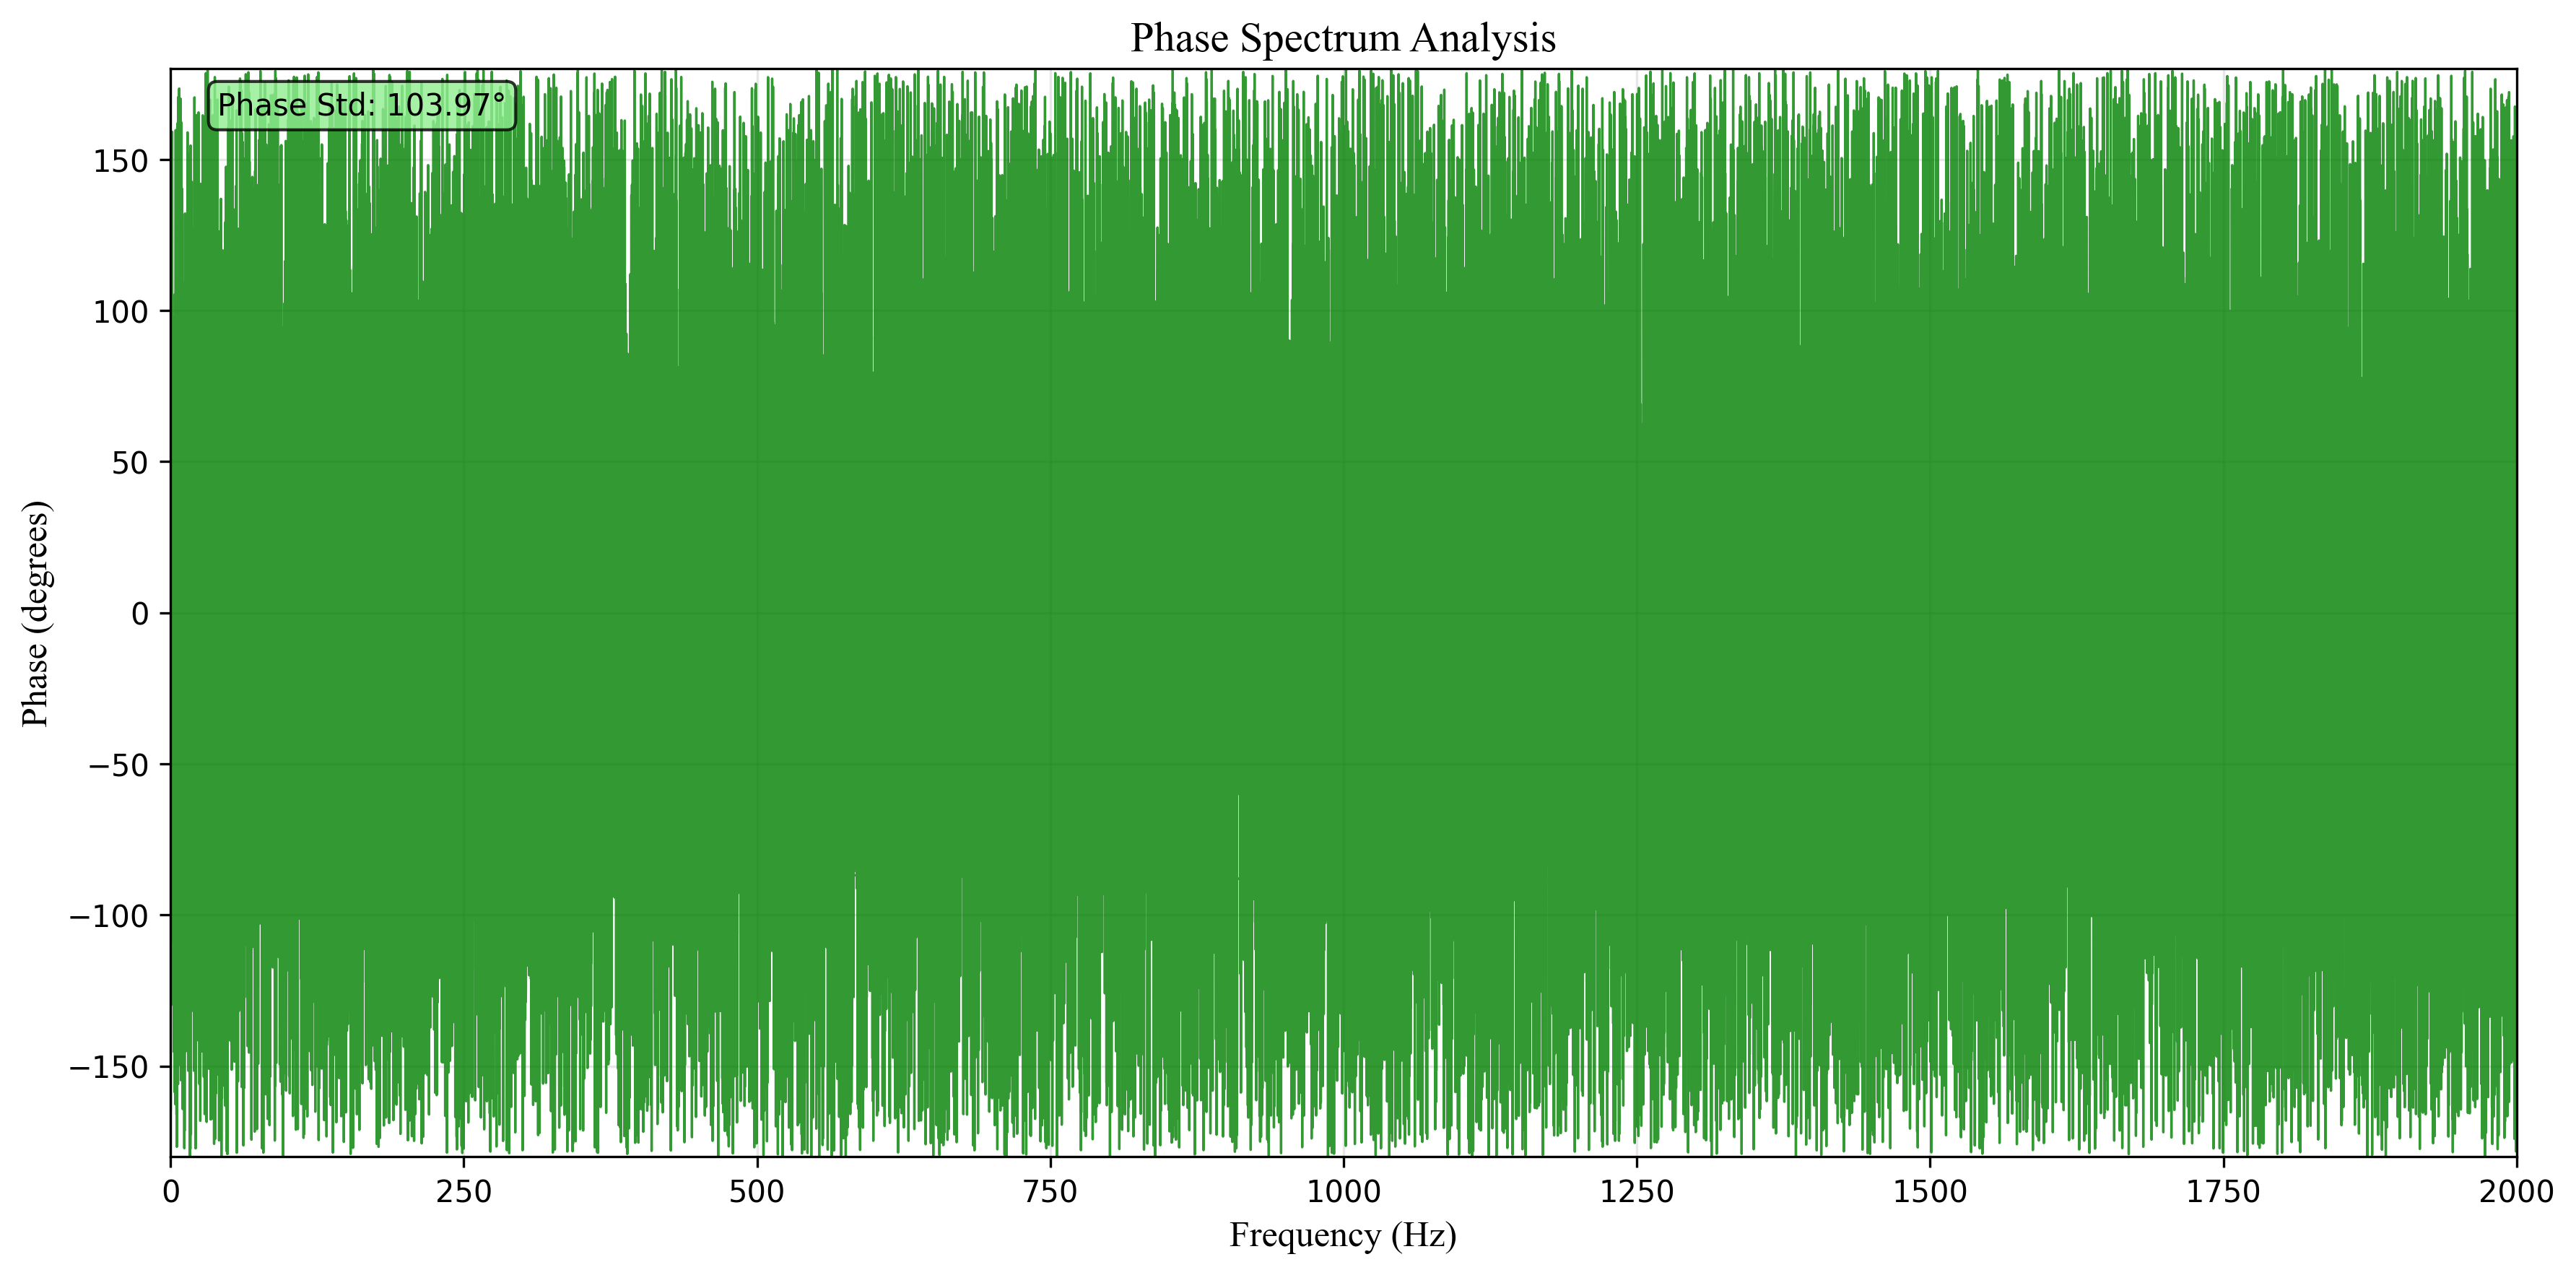 Phase Spectrum Analysis
Phase Std: 103.97°
150
100
50
0
−50
−100
−150
Phase (degrees)
0 250 500 750 1000 1250 1500 1750 2000
Frequency (Hz)